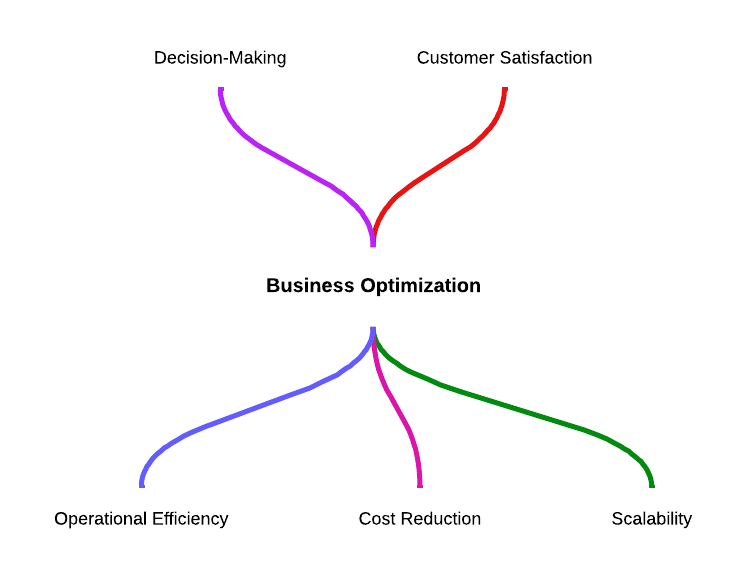 Decision-Making
Customer Satisfaction
Business Optimization
Operational Efficiency
Cost Reduction
Scalability